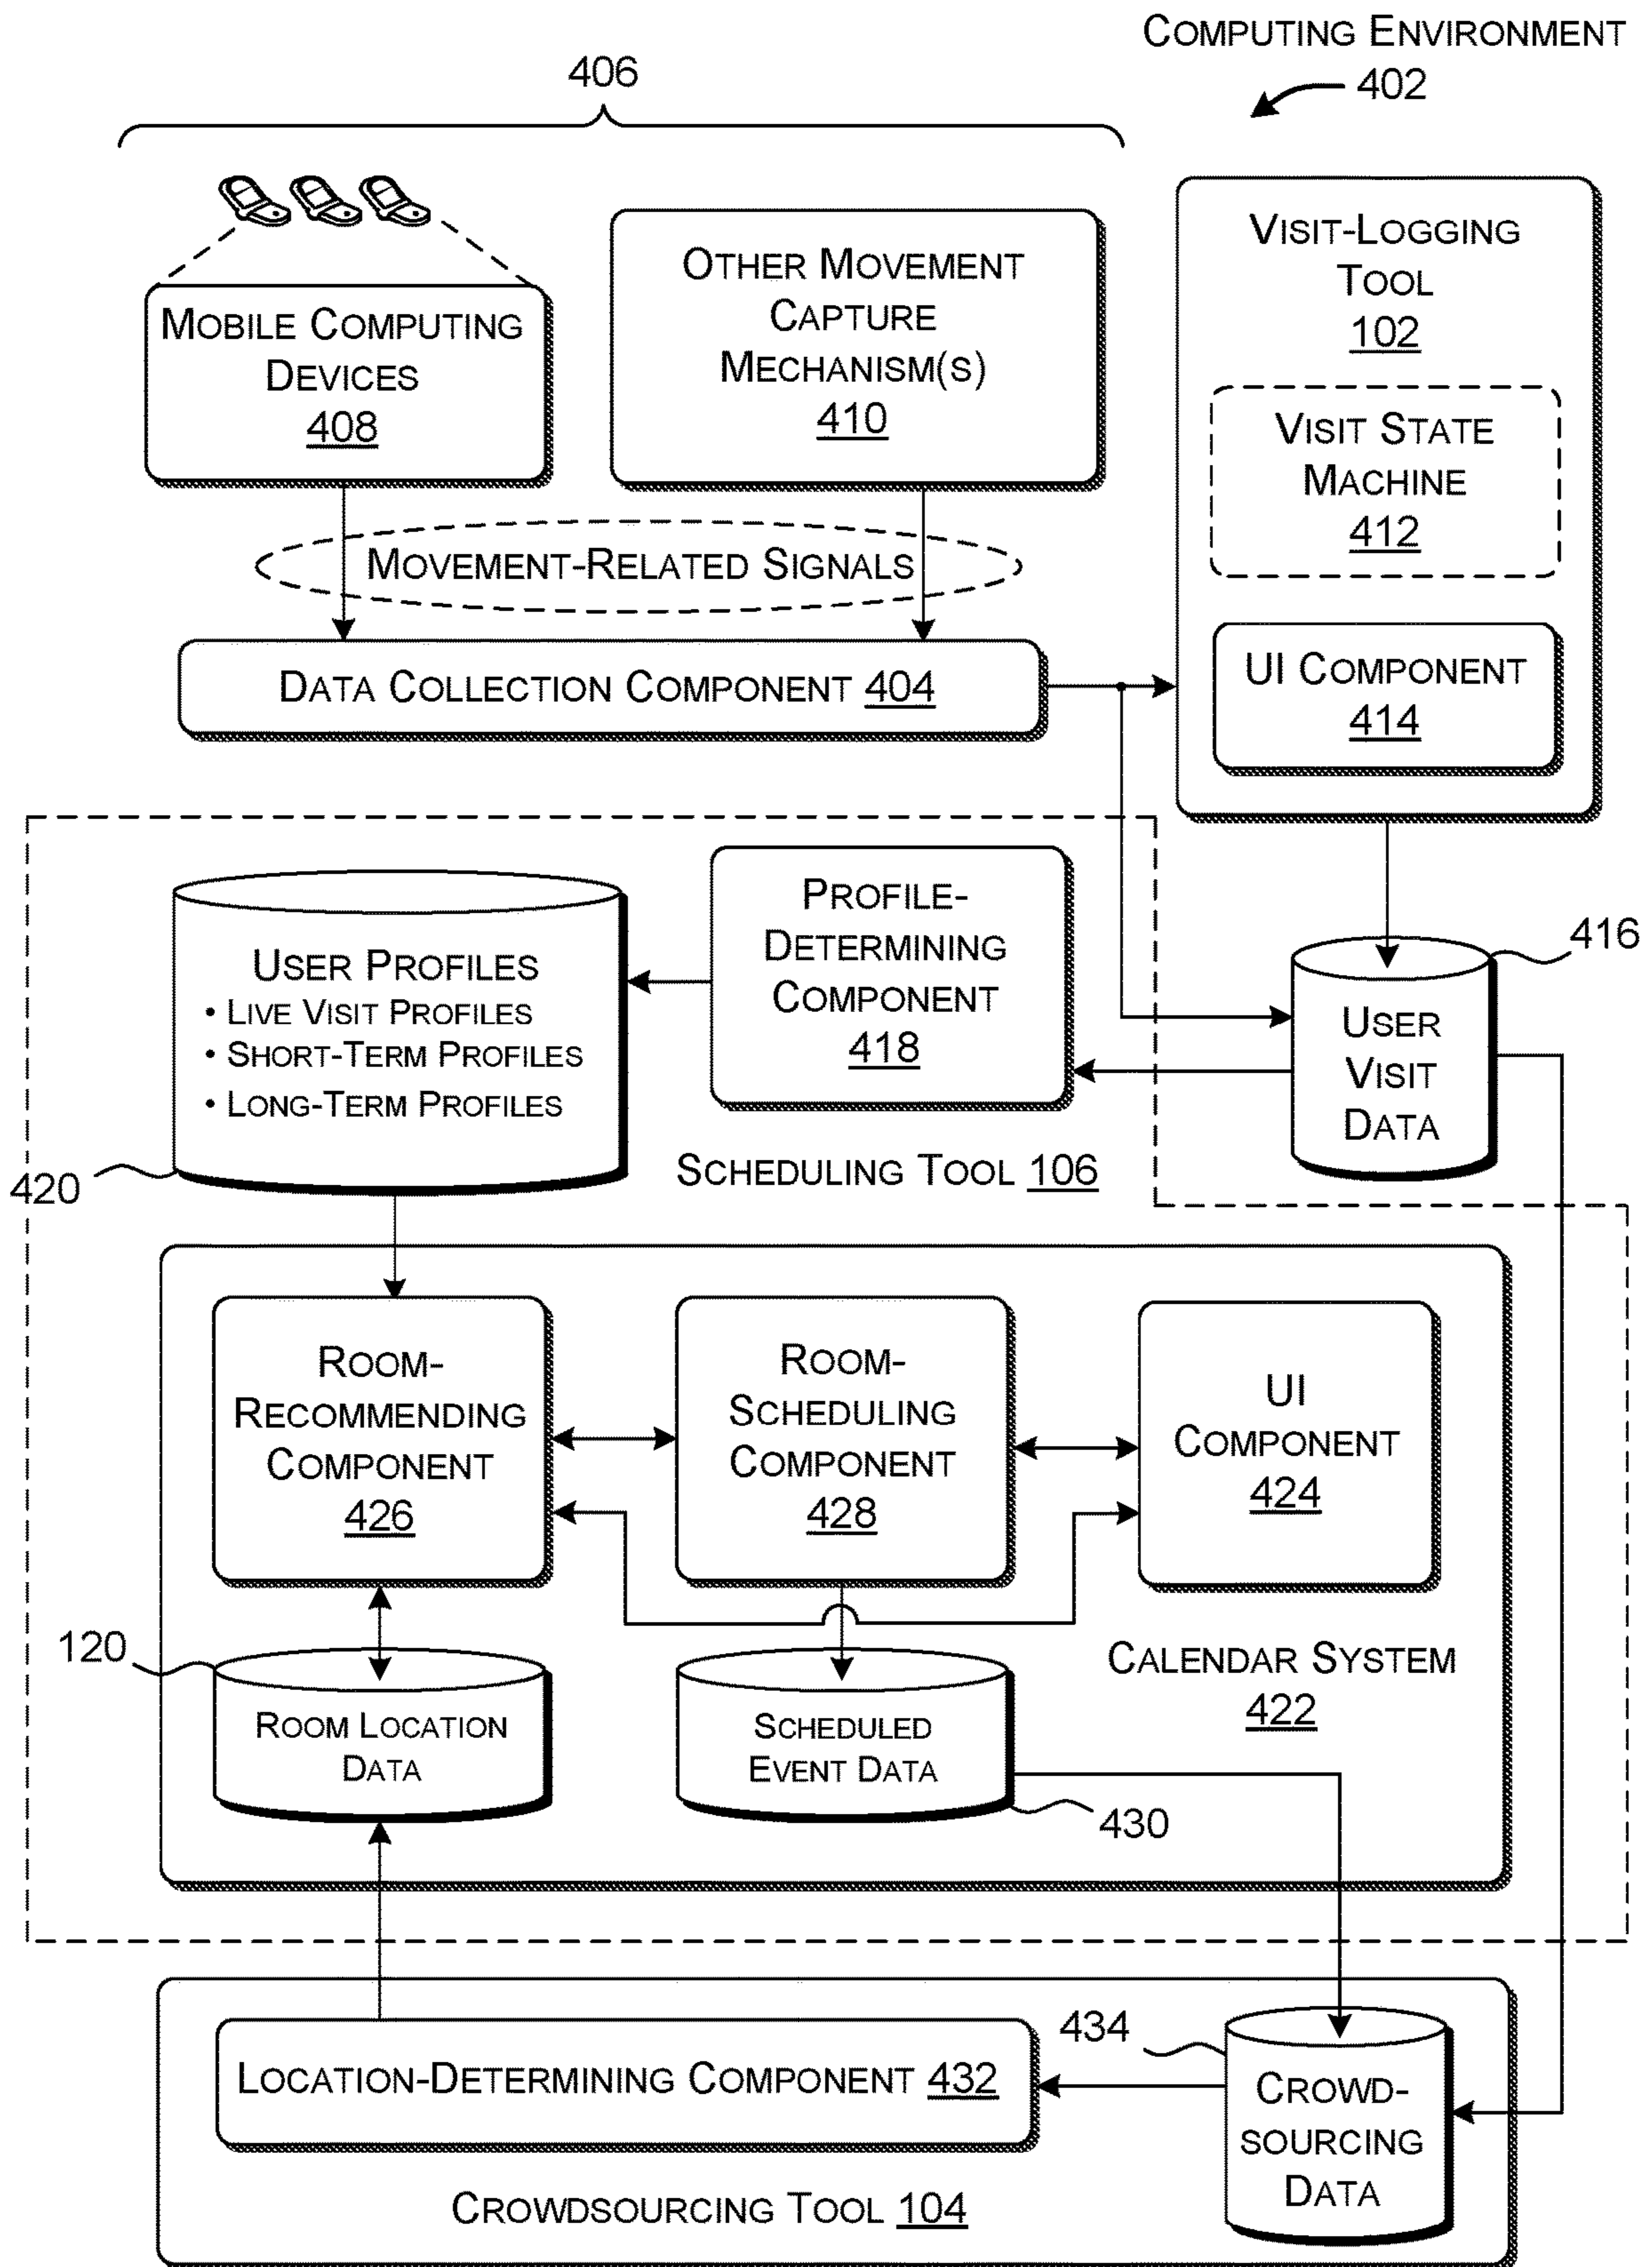 COMPUTING ENVIRONMENT
402
406
MOBILE COMPUTING
DEVICES
408
OTHER MOVEMENT
CAPTURE
MECHANISM(S)
410
VISIT-LOGGING
TOOL
102
VISIT STATE
MACHINE
412
UI COMPONENT
414
MOVEMENT-RELATED SIGNALS
DATA COLLECTION COMPONENT 404
USER PROFILES
• LIVE VISIT PROFILES
• SHORT-TERM PROFILES
• LONG-TERM PROFILES
420
PROFILE-
DETERMINING
COMPONENT
418
416
USER
VISIT
DATA
SCHEDULING TOOL 106
ROOM-
RECOMMENDING
COMPONENT
426
ROOM-
SCHEDULING
COMPONENT
428
UI
COMPONENT
424
120
ROOM LOCATION
DATA
SCHEDULED
EVENT DATA
430
CALENDAR SYSTEM
422
LOCATION-DETERMINING COMPONENT 432
434
CROWD-
SOURCING
DATA
CROWDSOURCING TOOL 104